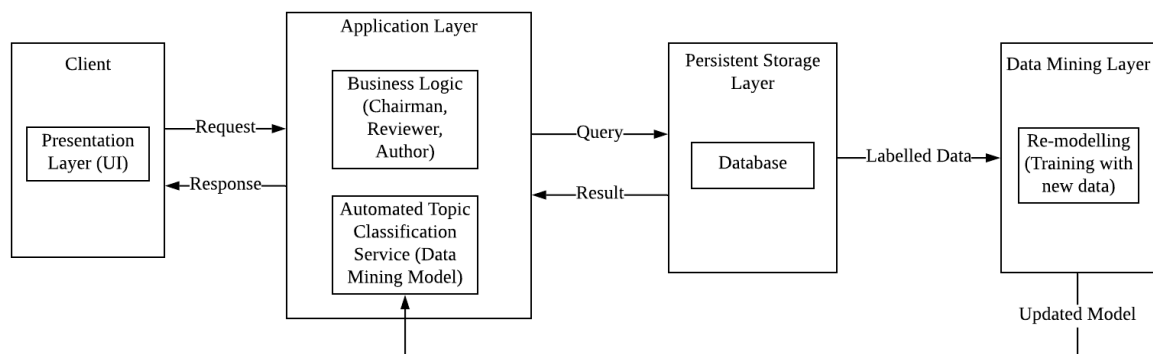 Client
Presentation
Layer (UI)
Request
Response
Application Layer
Business Logic
(Chairman,
Reviewer,
Author)
Automated Topic
Classification
Service (Data
Mining Model)
Query
Result
Persistent Storage
Layer
Database
Labelled Data
Data Mining Layer
Re-modelling
(Training with
new data)
Updated Model